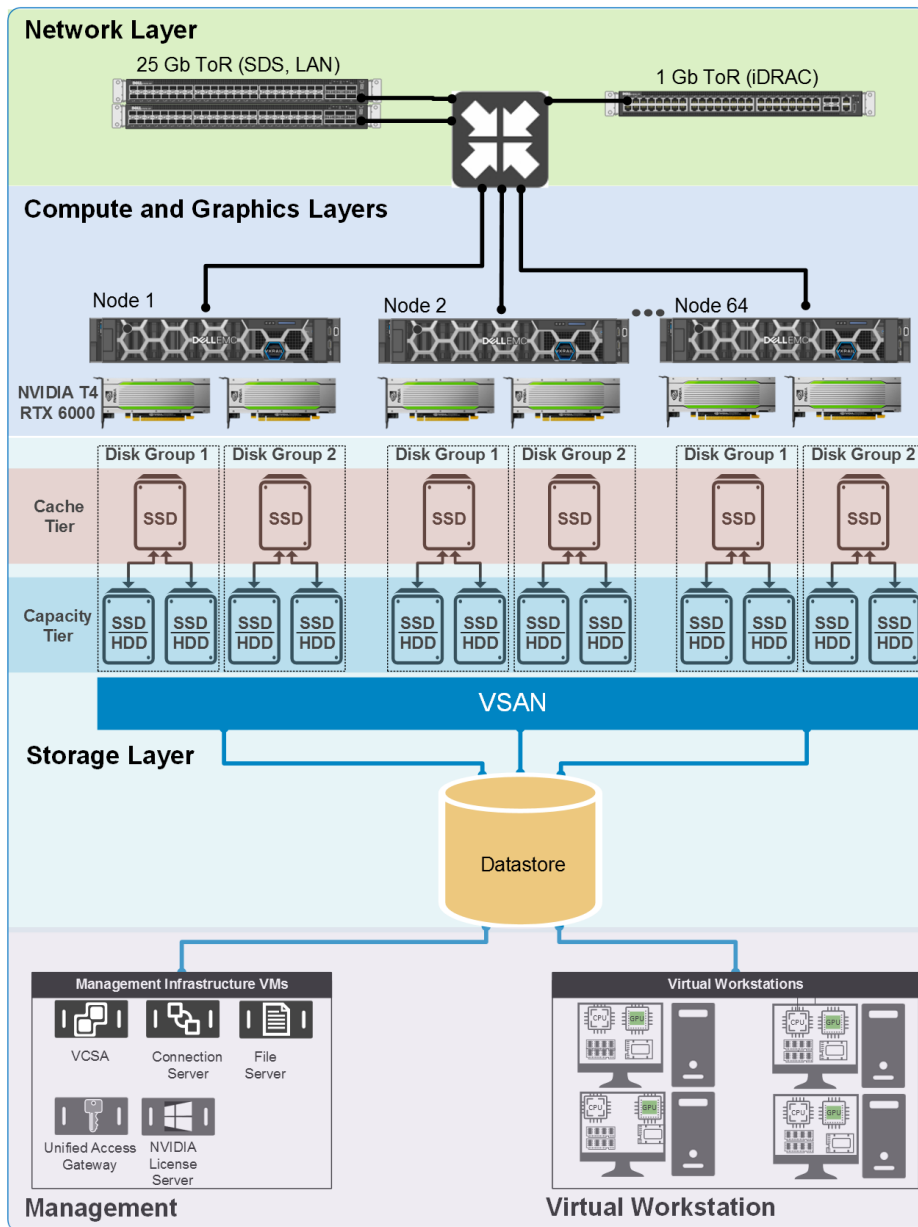 Network Layer
25 Gb ToR (SDS, LAN)
1 Gb ToR (iDRAC)
Compute and Graphics Layers
Node 1
Node 2
Node 64
DELLEMC
DELLEMC
DELLEMC
NVIDIA T4
RTX 6000
Disk Group 1
Disk Group 2
Disk Group 1
Disk Group 2
Disk Group 1
Disk Group 2
Cache
Tier
SSD
SSD
SSD
SSD
SSD
SSD
Capacity
Tier
SSD
HDD
SSD
HDD
SSD
HDD
SSD
HDD
SSD
HDD
SSD
HDD
SSD
HDD
SSD
HDD
SSD
HDD
SSD
HDD
SSD
HDD
SSD
HDD
VSAN
Storage Layer
Datastore
Management Infrastructure VMs
VCSA
Connection
Server
File
Server
Unified Access
Gateway
NVIDIA
License
Server
Management
Virtual Workstations
CPU
GPU
CPU
GPU
CPU
GPU
CPU
GPU
Virtual Workstation